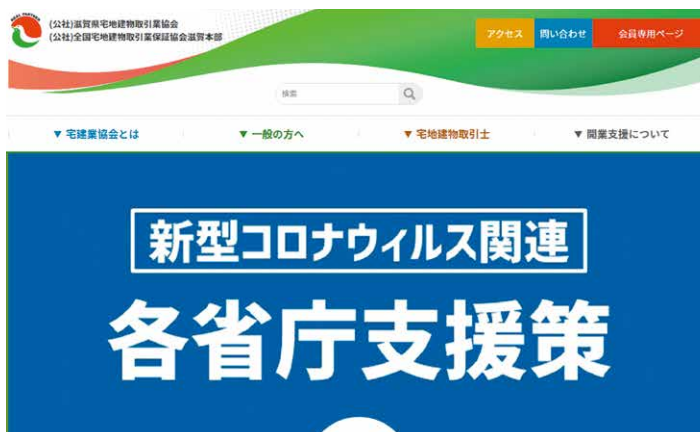 (公社)滋賀県宅地建物取引業協会
(公社)全国宅地建物取引業保証協会滋賀本部
アクセス 問い合わせ 会員専用ページ
検索
▼ 宅建業協会とは ▼ 一般の方へ ▼ 宅地建物取引士 ▼ 開業支援について
新型コロナウィルス関連
各省庁支援策